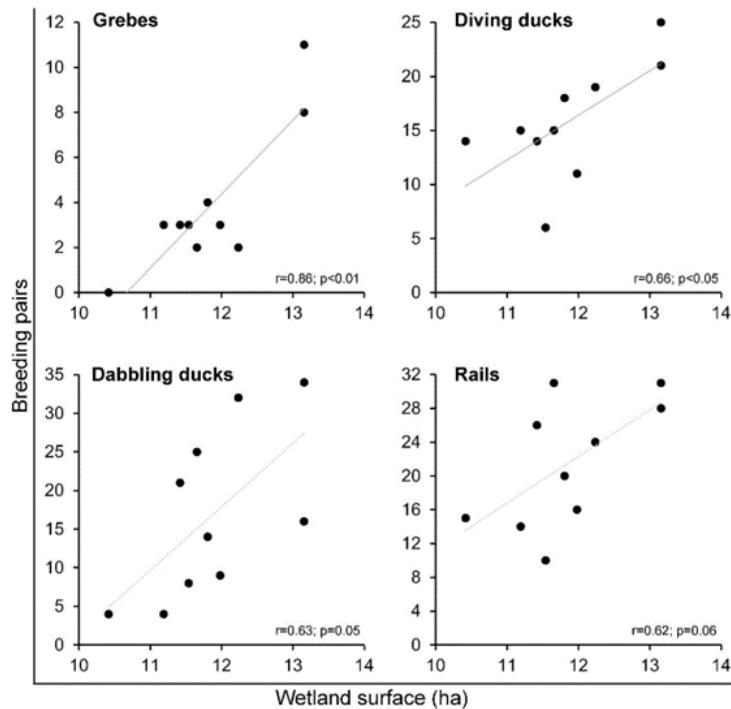 Grebes
12
10
8
6
4
2
0
r=0.86; p<0.01
10 11 12 13 14
Diving ducks
25
20
15
10
5
0
r=0.66; p<0.05
10 11 12 13 14
Dabbling ducks
35
30
25
20
15
10
5
0
r=0.63; p=0.05
10 11 12 13 14
Rails
32
28
24
20
16
12
8
4
0
r=0.62; p=0.06
10 11 12 13 14
Breeding pairs
Wetland surface (ha)